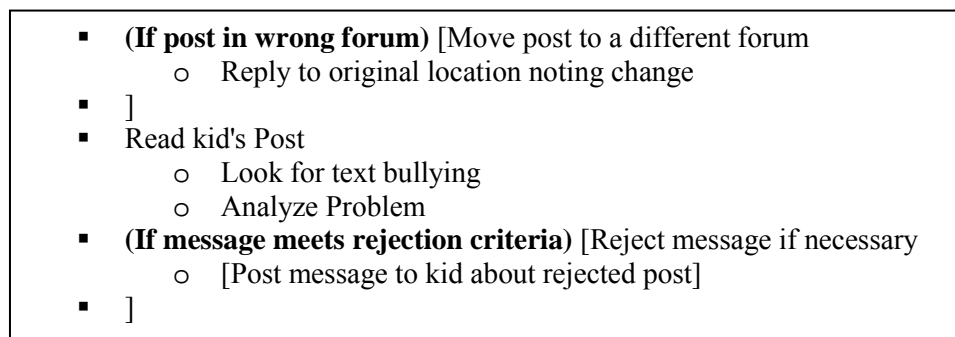 ▪ (If post in wrong forum) [Move post to a different forum
o Reply to original location noting change
▪ ]
▪ Read kid's Post
o Look for text bullying
o Analyze Problem
▪ (If message meets rejection criteria) [Reject message if necessary
o [Post message to kid about rejected post]
▪ ]